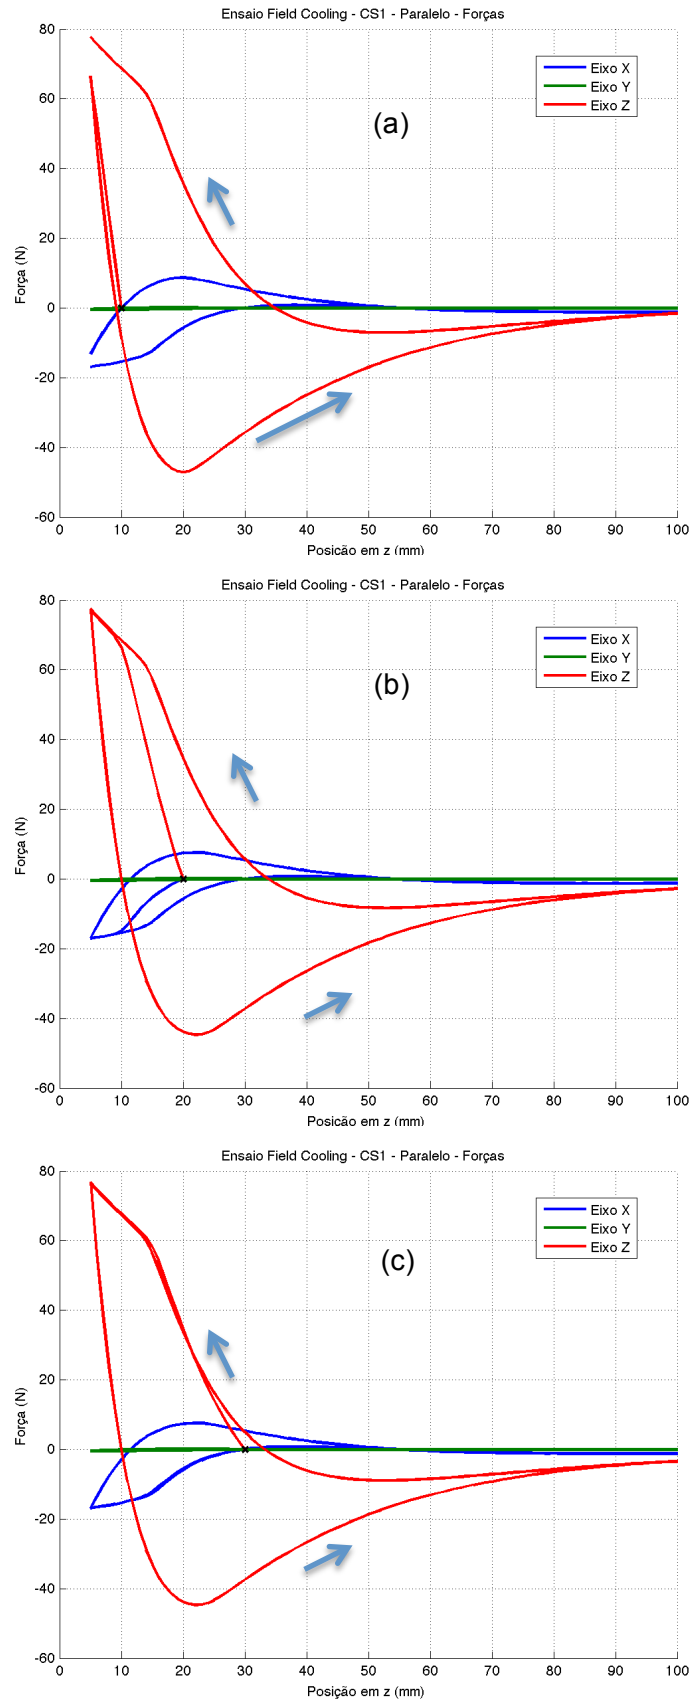 Ensaio Field Cooling - CS1 - Paralelo - Forças
80
60
40
20
0
-20
-40
-60
Força (N)
Eixo X
Eixo Y
Eixo Z
(a)
0 10 20 30 40 50 60 70 80 90 100
Posicão em z (mm)
Ensaio Field Cooling - CS1 - Paralelo - Forças
80
60
40
20
0
-20
-40
-60
Força (N)
Eixo X
Eixo Y
Eixo Z
(b)
0 10 20 30 40 50 60 70 80 90 100
Posicão em z (mm)
Ensaio Field Cooling - CS1 - Paralelo - Forças
80
60
40
20
0
-20
-40
-60
Força (N)
Eixo X
Eixo Y
Eixo Z
(c)
0 10 20 30 40 50 60 70 80 90 100
Posicão em z (mm)